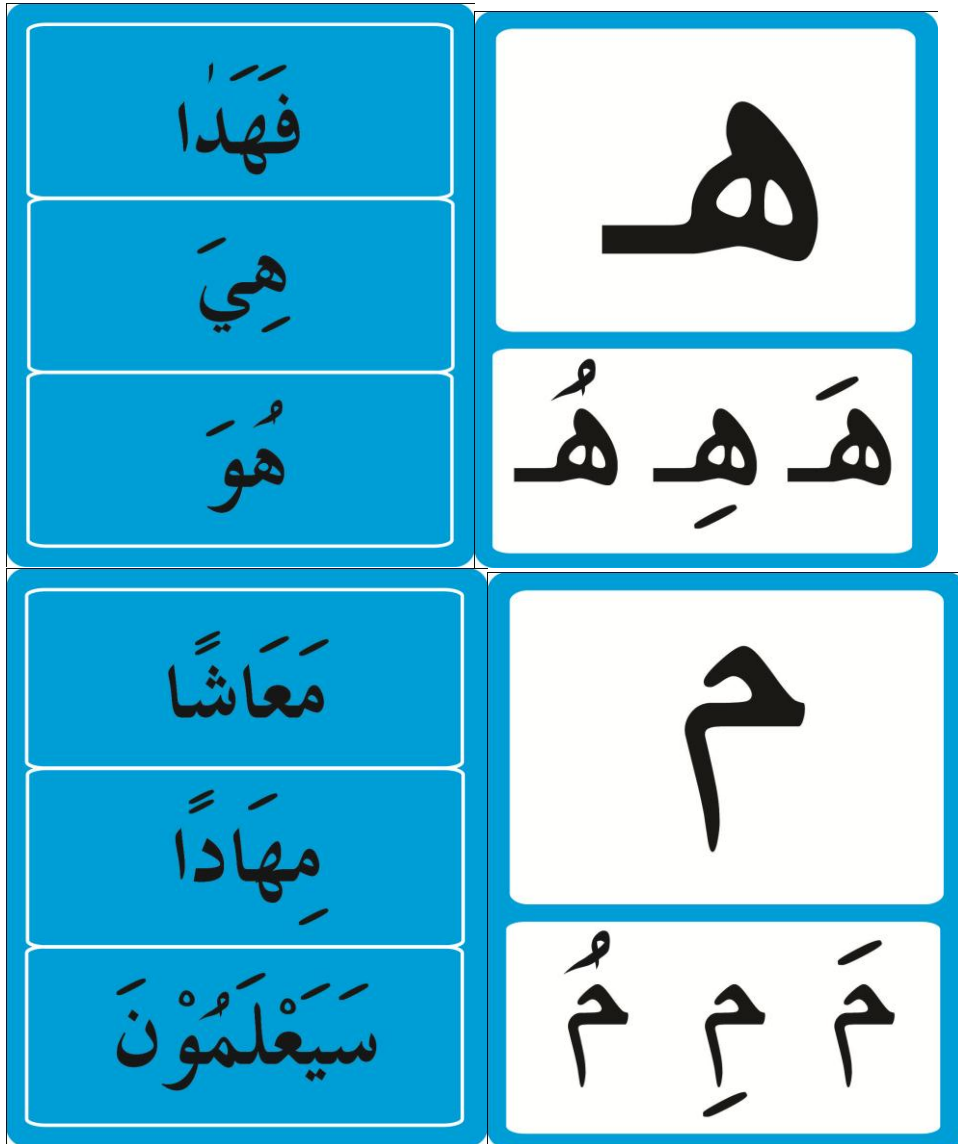 هـ
هَـ هِـ هُـ
فَهَدٰا
هِيَ
هُوَ
م
مَ مِ مُ
مَعَاشًا
مِهَادًا
سَيَعْلَمُوْنَ